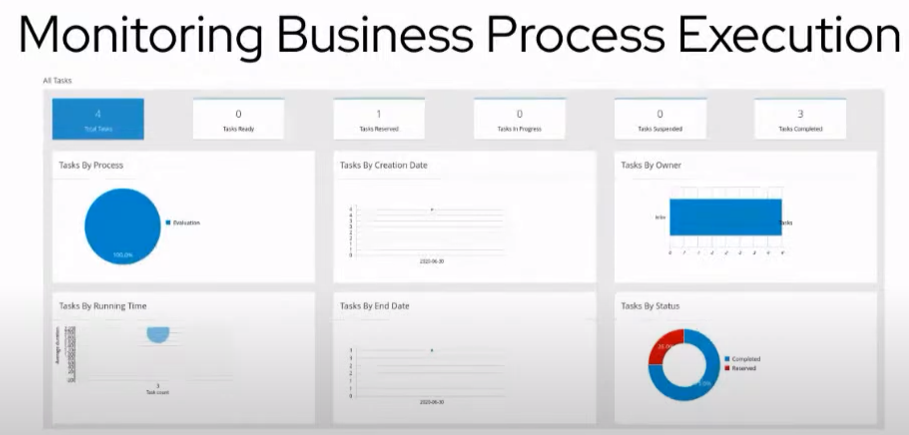 Monitoring Business Process Execution
All Tasks
4
Total Tasks
0
Tasks Ready
1
Tasks Reserved
0
Tasks In Progress
0
Tasks Suspended
3
Tasks Completed
Tasks By Process
Evaluation
100.0%
Tasks By Creation Date
2020-06-30
Tasks By Owner
Tasks
Tasks By Running Time
Average duration
3
Task count
Tasks By End Date
2020-06-30
Tasks By Status
Completed
Reserved